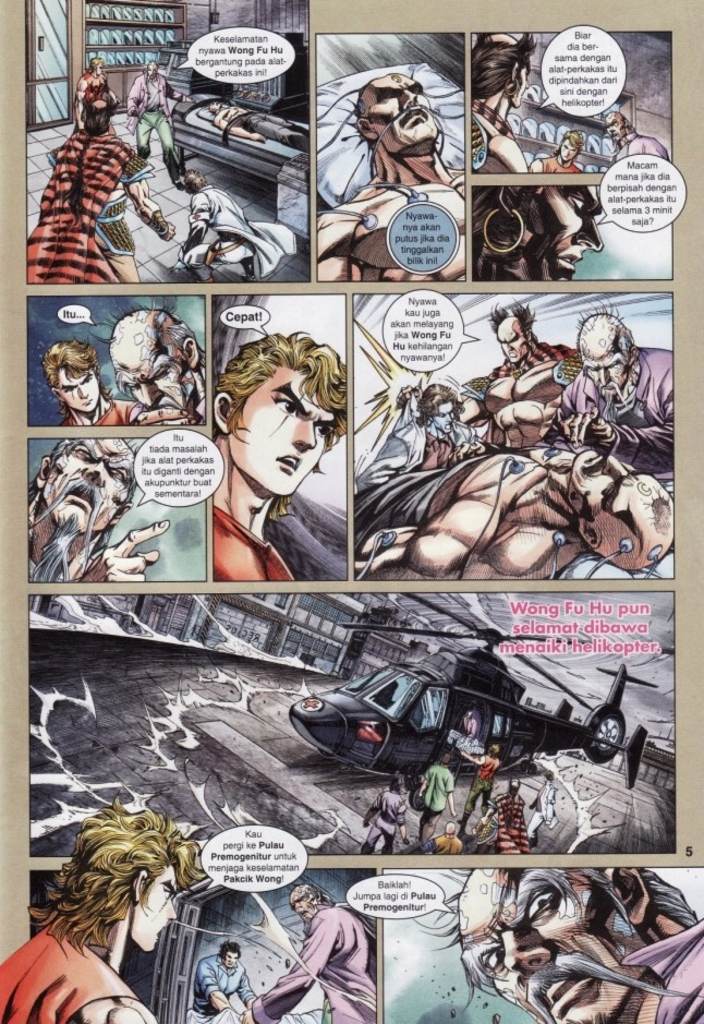 Keselamatan
nyawa Wong Fu Hu
bergantung pada alat-
perkakas ini!
Nyawa-
nya akan
putus jika dia
tinggalkan
bilik ini!
Biar
dia ber-
sama dengan
alat-perkakas itu
dipindahkan dari
sini dengan
helikopter!
Macam
mana jika dia
berpisah dengan
alat-perkakas itu
selama 3 minit
saja?
Itu...
Cepat!
Itu
tiada masalah
jika alat perkakas
itu diganti dengan
akupunktur buat
sementara!
Nyawa
kau juga
akan melayang
jika Wong Fu
Hu kehilangan
nyawanya!
Wong Fu Hu pun
selamat dibawa
menaiki helikopter.
5
Kau
pergi ke Pulau
Premogenitur untuk
menjaga keselamatan
Pakcik Wong!
Baiklah!
Jumpa lagi di Pulau
Premogenitur!